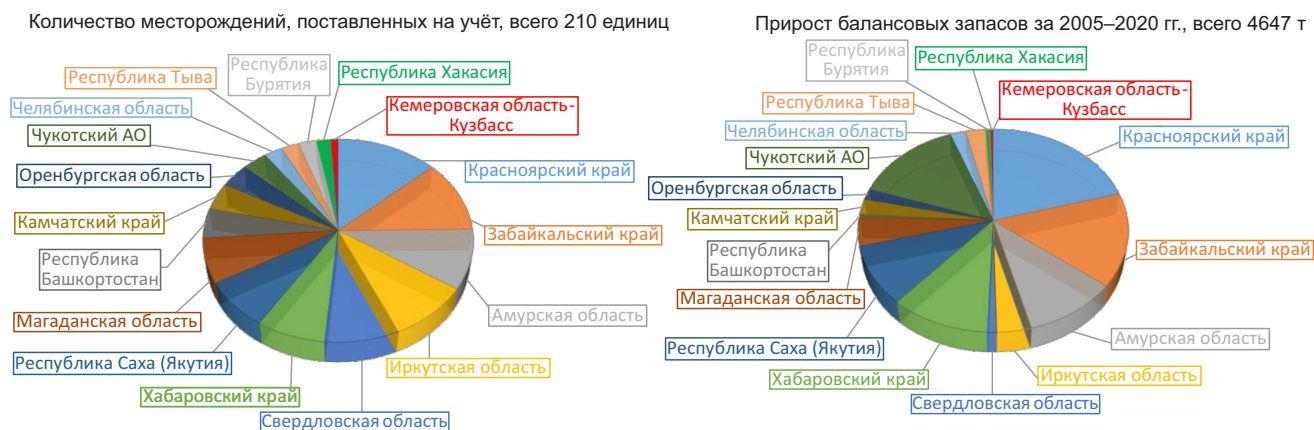 Количество месторождений, поставленных на учёт, всего 210 единиц
Республика
Бурятия
Республика Тыва
Республика Хакасия
Челябинская область
Кемеровская область-
Кузбасс
Чукотский АО
Красноярский край
Оренбургская область
Камчатский край
Забайкальский край
Республика
Башкортостан
Магаданская область
Амурская область
Республика Саха (Якутия)
Иркутская область
Хабаровский край
Свердловская область
Прирост балансовых запасов за 2005–2020 гг., всего 4647 т
Республика
Бурятия
Республика Хакасия
Кемеровская область-
Кузбасс
Республика Тыва
Челябинская область
Красноярский край
Чукотский АО
Оренбургская область
Камчатский край
Республика
Башкортостан
Забайкальский край
Магаданская область
Амурская область
Республика Саха (Якутия)
Хабаровский край
Иркутская область
Свердловская область